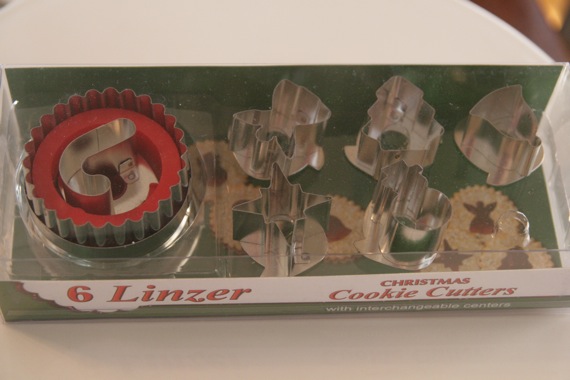 6 Linzer
CHRISTMAS
Cookie Cutters
with interchangeable centers